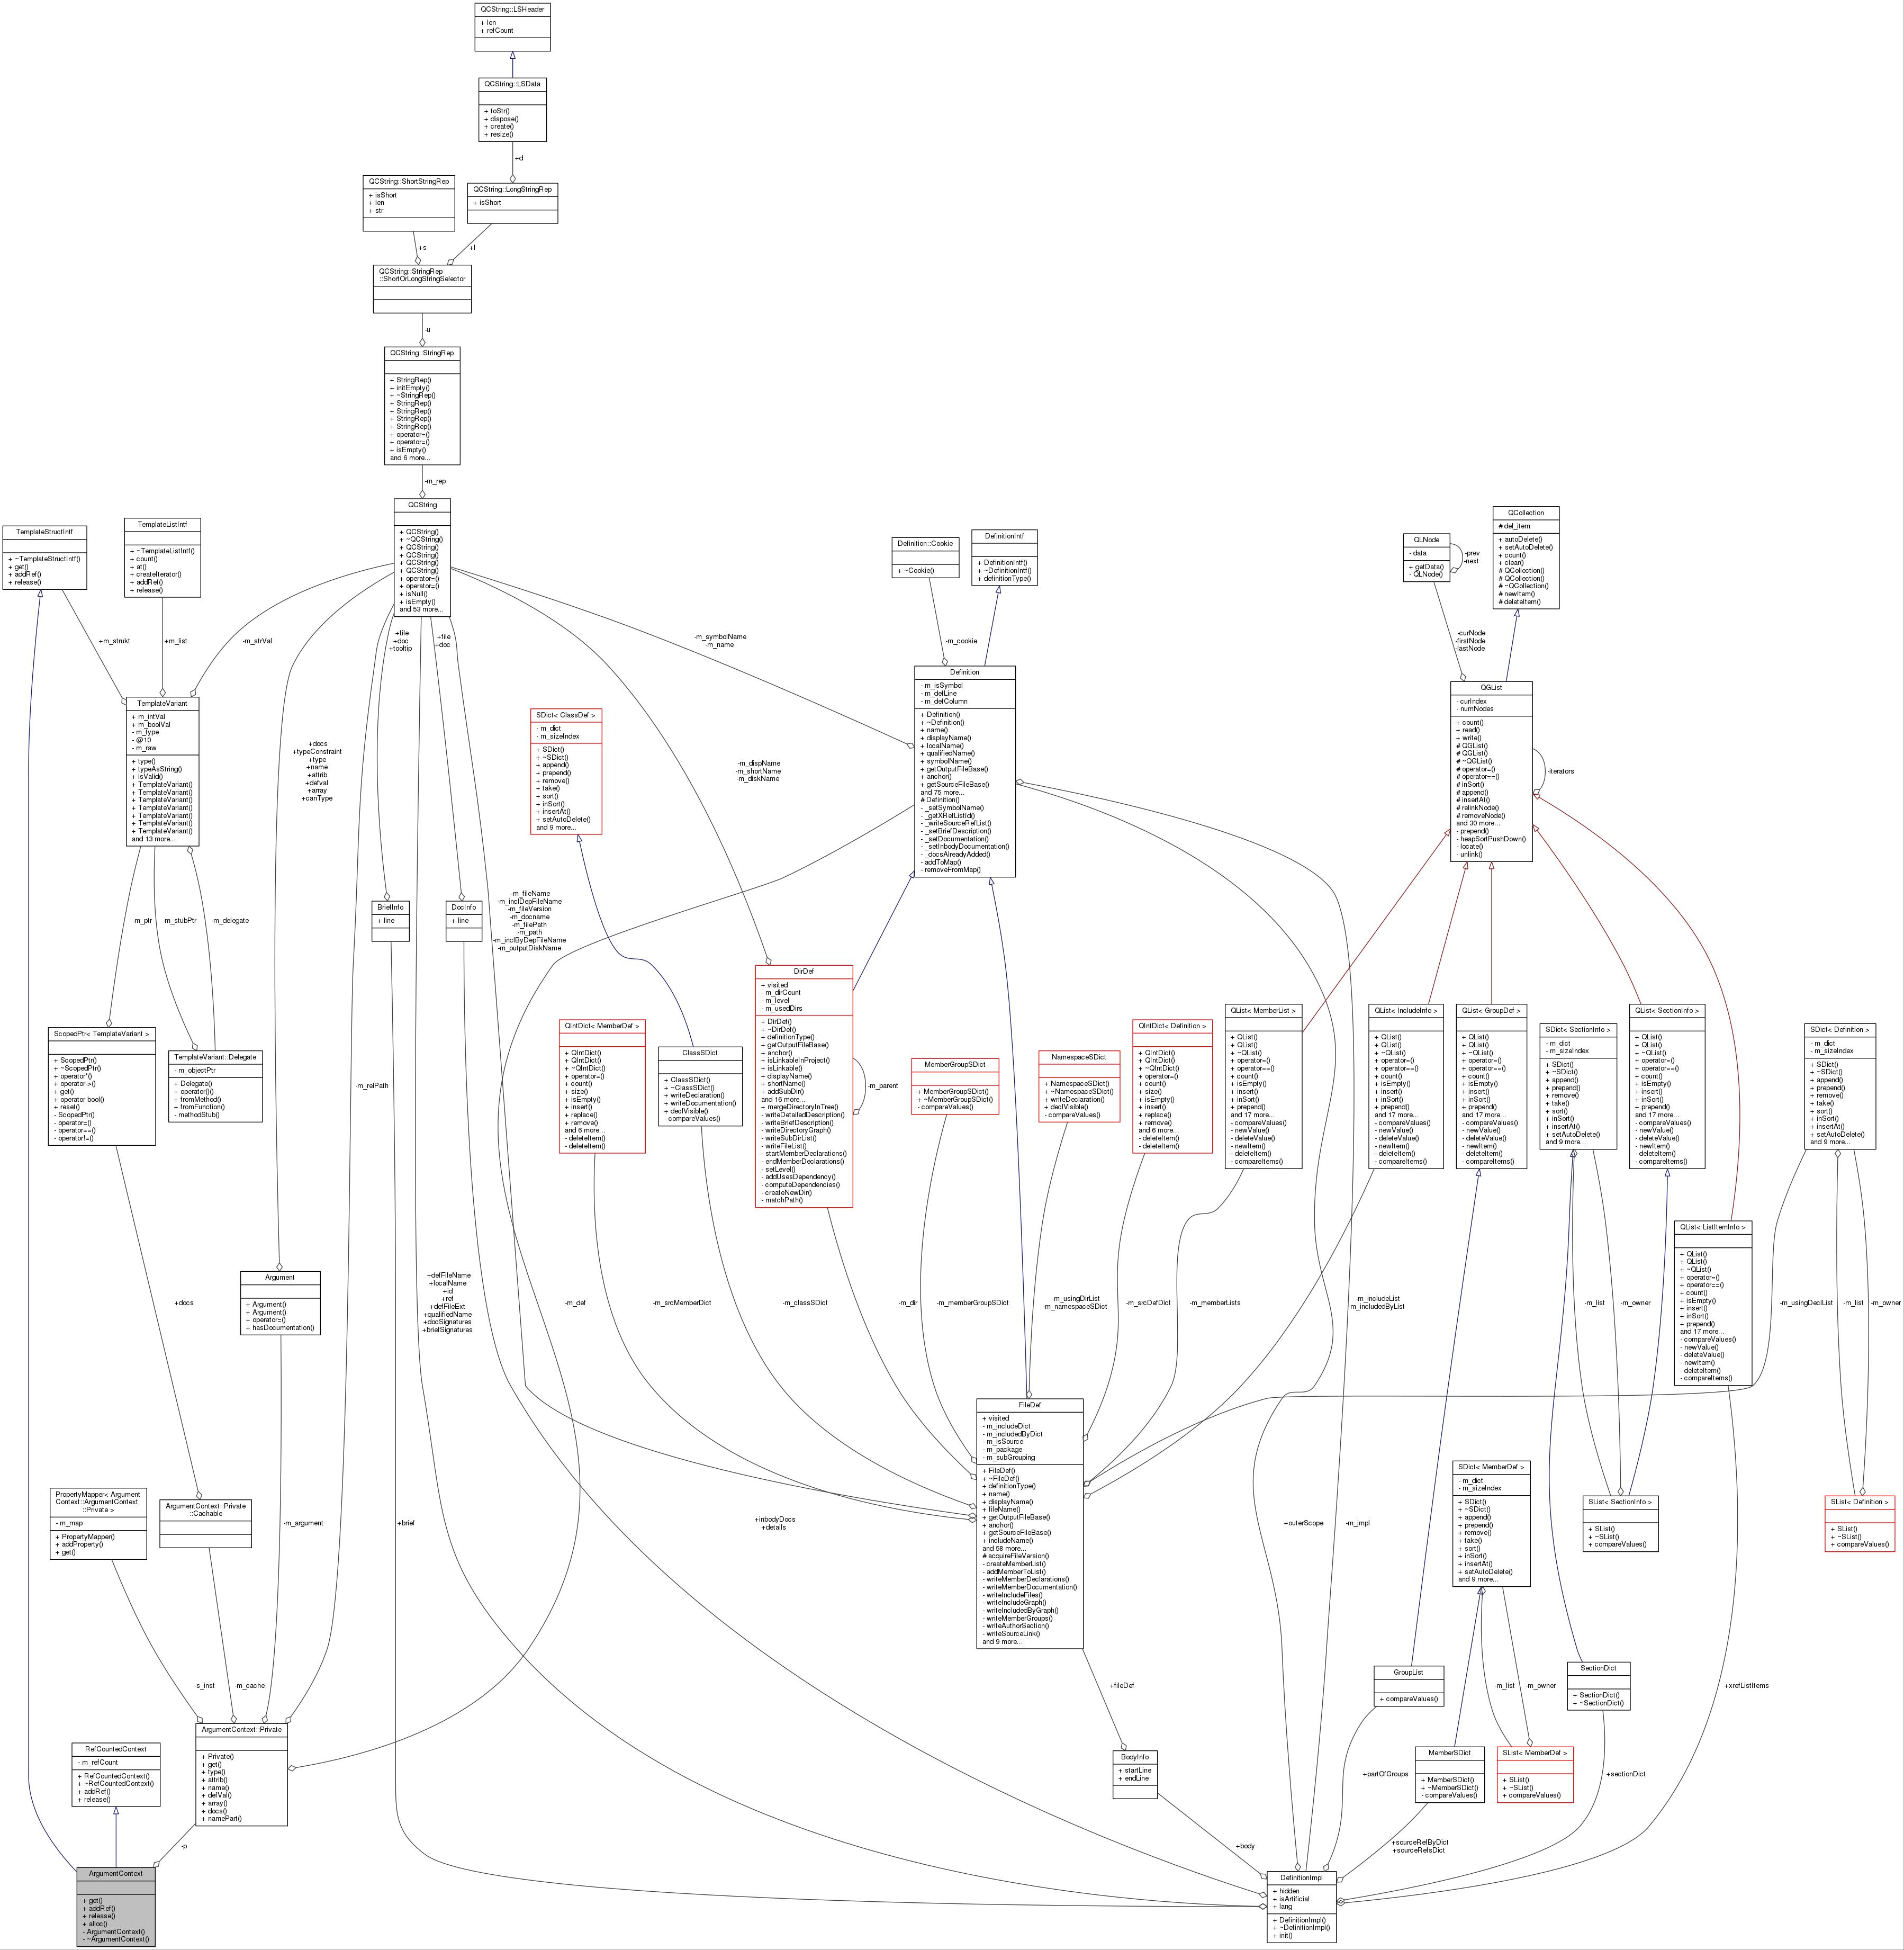 QCString::LSHeader
+ len
+ refCount
QCString::LSData
+ toStr()
+ dispose()
+ create()
+ resize()
+d
QCString::ShortStringRep
+ isShort
+ len
+ str
QCString::LongStringRep
+ isShort
+s
+l
QCString::StringRep
::ShortOrLongStringSelector
-u
QCString::StringRep
+ StringRep()
+ initEmpty()
+ ~StringRep()
+ StringRep()
+ StringRep()
+ StringRep()
+ StringRep()
+ operator=()
+ operator=()
+ isEmpty()
and 6 more...
-m_rep
QCString
+ QCString()
+ ~QCString()
+ QCString()
+ QCString()
+ QCString()
+ QCString()
+ operator=()
+ operator=()
+ isNull()
+ isEmpty()
and 53 more...
TemplateStructIntf
+ ~TemplateStructIntf()
+ get()
+ addRef()
+ release()
TemplateListIntf
+ ~TemplateListIntf()
+ count()
+ at()
+ createIterator()
+ addRef()
+ release()
Definition::Cookie
+ ~Cookie()
DefinitionIntf
+ DefinitionIntf()
+ ~DefinitionIntf()
+ definitionType()
QLNode
- data
+ getData()
- QLNode()
-prev
-next
QCollection
# del_item
+ autoDelete()
+ setAutoDelete()
+ count()
+ clear()
# QCollection()
# QCollection()
# ~QCollection()
# newItem()
# deleteItem()
+m_strukt
+m_list
-m_strVal
+file
+doc
+tooltip
+file
+doc
-m_symbolName
-m_name
-m_cookie
-curNode
-firstNode
-lastNode
TemplateVariant
+ m_intVal
+ m_boolVal
- m_type
- @10
- m_raw
+ type()
+ typeAsString()
+ isValid()
+ TemplateVariant()
+ TemplateVariant()
+ TemplateVariant()
+ TemplateVariant()
+ TemplateVariant()
+ TemplateVariant()
+ TemplateVariant()
and 13 more...
+docs
+typeConstraint
+type
+name
+attrib
+defval
+array
+canType
SDict< ClassDef >
- m_dict
- m_sizeIndex
+ SDict()
+ ~SDict()
+ append()
+ prepend()
+ remove()
+ take()
+ sort()
+ inSort()
+ insertAt()
+ setAutoDelete()
and 9 more...
-m_dispName
-m_shortName
-m_diskName
Definition
- m_isSymbol
- m_defLine
- m_defColumn
+ Definition()
+ ~Definition()
+ name()
+ displayName()
+ localName()
+ qualifiedName()
+ symbolName()
+ getOutputFileBase()
+ anchor()
+ getSourceFileBase()
and 75 more...
# Definition()
- _setSymbolName()
- _getXRefListId()
- _writeSourceRefList()
- _setBriefDescription()
- _setDocumentation()
- _setInbodyDocumentation()
- _docsAlreadyAdded()
- addToMap()
- removeFromMap()
QGList
- curIndex
- numNodes
+ count()
+ read()
+ write()
# QGList()
# QGList()
# ~QGList()
# operator=()
# operator==()
# inSort()
# append()
# insertAt()
# relinkNode()
# removeNode()
and 30 more...
- prepend()
- heapSortPushDown()
- locate()
- unlink()
-iterators
-m_ptr
-m_stubPtr
-m_delegate
BriefInfo
+ line
DocInfo
+ line
-m_fileName
-m_inclDepFileName
-m_fileVersion
-m_docname
-m_filePath
-m_path
-m_inclByDepFileName
-m_outputDiskName
ScopedPtr< TemplateVariant >
+ ScopedPtr()
+ ~ScopedPtr()
+ operator*()
+ operator->()
+ get()
+ operator bool()
+ reset()
- ScopedPtr()
- operator=()
- operator==()
- operator!=()
TemplateVariant::Delegate
- m_objectPtr
+ Delegate()
+ operator()()
+ fromMethod()
+ fromFunction()
- methodStub()
-m_relPath
QIntDict< MemberDef >
+ QIntDict()
+ QIntDict()
+ ~QIntDict()
+ operator=()
+ count()
+ size()
+ isEmpty()
+ insert()
+ replace()
+ remove()
and 6 more...
- deleteItem()
- deleteItem()
ClassSDict
+ ClassSDict()
+ ~ClassSDict()
+ writeDeclaration()
+ writeDocumentation()
+ declVisible()
- compareValues()
DirDef
+ visited
- m_dirCount
- m_level
- m_usedDirs
+ DirDef()
+ ~DirDef()
+ definitionType()
+ getOutputFileBase()
+ anchor()
+ isLinkableInProject()
+ isLinkable()
+ displayName()
+ shortName()
+ addSubDir()
and 16 more...
+ mergeDirectoryInTree()
- writeDetailedDescription()
- writeBriefDescription()
- writeDirectoryGraph()
- writeSubDirList()
- writeFileList()
- startMemberDeclarations()
- endMemberDeclarations()
- setLevel()
- addUsesDependency()
- computeDependencies()
- createNewDir()
- matchPath()
-m_parent
MemberGroupSDict
+ MemberGroupSDict()
+ ~MemberGroupSDict()
- compareValues()
NamespaceSDict
+ NamespaceSDict()
+ ~NamespaceSDict()
+ writeDeclaration()
+ declVisible()
- compareValues()
QIntDict< Definition >
+ QIntDict()
+ QIntDict()
+ ~QIntDict()
+ operator=()
+ count()
+ size()
+ isEmpty()
+ insert()
+ replace()
+ remove()
and 6 more...
- deleteItem()
- deleteItem()
QList< MemberList >
+ QList()
+ QList()
+ ~QList()
+ operator=()
+ operator==()
+ count()
+ isEmpty()
+ insert()
+ inSort()
+ prepend()
and 17 more...
- compareValues()
- newValue()
- deleteValue()
- newItem()
- deleteItem()
- compareItems()
QList< IncludeInfo >
+ QList()
+ QList()
+ ~QList()
+ operator=()
+ operator==()
+ count()
+ isEmpty()
+ insert()
+ inSort()
+ prepend()
and 17 more...
- compareValues()
- newValue()
- deleteValue()
- newItem()
- deleteItem()
- compareItems()
QList< GroupDef >
+ QList()
+ QList()
+ ~QList()
+ operator=()
+ operator==()
+ count()
+ isEmpty()
+ insert()
+ inSort()
+ prepend()
and 17 more...
- compareValues()
- newValue()
- deleteValue()
- newItem()
- deleteItem()
- compareItems()
SDict< SectionInfo >
- m_dict
- m_sizeIndex
+ SDict()
+ ~SDict()
+ append()
+ prepend()
+ remove()
+ take()
+ sort()
+ inSort()
+ insertAt()
+ setAutoDelete()
and 9 more...
QList< SectionInfo >
+ QList()
+ QList()
+ ~QList()
+ operator=()
+ operator==()
+ count()
+ isEmpty()
+ insert()
+ inSort()
+ prepend()
and 17 more...
- compareValues()
- newValue()
- deleteValue()
- newItem()
- deleteItem()
- compareItems()
SDict< Definition >
- m_dict
- m_sizeIndex
+ SDict()
+ ~SDict()
+ append()
+ prepend()
+ remove()
+ take()
+ sort()
+ inSort()
+ insertAt()
+ setAutoDelete()
and 9 more...
QList< ListItemInfo >
+ QList()
+ QList()
+ ~QList()
+ operator=()
+ operator==()
+ count()
+ isEmpty()
+ insert()
+ inSort()
+ prepend()
and 17 more...
- compareValues()
- newValue()
- deleteValue()
- newItem()
- deleteItem()
- compareItems()
+docs
Argument
+ Argument()
+ Argument()
+ operator=()
+ hasDocumentation()
+defFileName
+localName
+id
+ref
+defFileExt
+qualifiedName
+docSignatures
+briefSignatures
-m_def
-m_srcMemberDict
-m_classSDict
-m_dir
-m_memberGroupSDict
-m_usingDirList
-m_namespaceSDict
-m_srcDefDict
-m_memberLists
-m_includeList
-m_includedByList
-m_list
-m_owner
-m_usingDeclList
-m_list
-m_owner
FileDef
+ visited
- m_includeDict
- m_includedByDict
- m_isSource
- m_package
- m_subGrouping
+ FileDef()
+ ~FileDef()
+ definitionType()
+ name()
+ displayName()
+ fileName()
+ getOutputFileBase()
+ anchor()
+ getSourceFileBase()
+ includeName()
and 58 more...
# acquireFileVersion()
- createMemberList()
- addMemberToList()
- writeMemberDeclarations()
- writeMemberDocumentation()
- writeIncludeFiles()
- writeIncludeGraph()
- writeIncludedByGraph()
- writeMemberGroups()
- writeAuthorSection()
- writeSourceLink()
and 9 more...
PropertyMapper< Argument
Context::ArgumentContext
::Private >
- m_map
+ PropertyMapper()
+ addProperty()
+ get()
ArgumentContext::Private
::Cachable
-m_argument
+brief
+inbodyDocs
+details
+outerScope
-m_impl
SDict< MemberDef >
- m_dict
- m_sizeIndex
+ SDict()
+ ~SDict()
+ append()
+ prepend()
+ remove()
+ take()
+ sort()
+ inSort()
+ insertAt()
+ setAutoDelete()
and 9 more...
SList< SectionInfo >
+ SList()
+ ~SList()
+ compareValues()
SList< Definition >
+ SList()
+ ~SList()
+ compareValues()
-s_inst
-m_cache
+fileDef
GroupList
+ compareValues()
-m_list
-m_owner
SectionDict
+ SectionDict()
+ ~SectionDict()
+xrefListItems
ArgumentContext::Private
+ Private()
+ get()
+ type()
+ attrib()
+ name()
+ defVal()
+ array()
+ docs()
+ namePart()
RefCountedContext
- m_refCount
+ RefCountedContext()
+ ~RefCountedContext()
+ addRef()
+ release()
BodyInfo
+ startLine
+ endLine
+partOfGroups
MemberSDict
+ MemberSDict()
+ ~MemberSDict()
- compareValues()
SList< MemberDef >
+ SList()
+ ~SList()
+ compareValues()
+sectionDict
-p
+body
+sourceRefByDict
+sourceRefsDict
ArgumentContext
+ get()
+ addRef()
+ release()
+ alloc()
- ArgumentContext()
- ~ArgumentContext()
DefinitionImpl
+ hidden
+ isArtificial
+ lang
+ DefinitionImpl()
+ ~DefinitionImpl()
+ init()